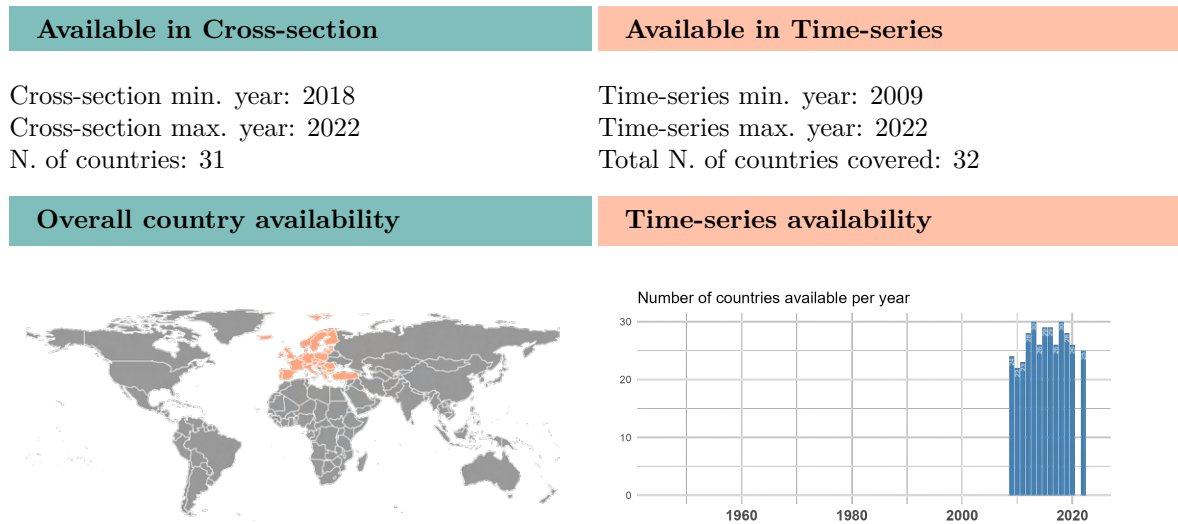 Available in Cross-section
Available in Time-series
Cross-section min. year: 2018
Cross-section max. year: 2022
N. of countries: 31
Time-series min. year: 2009
Time-series max. year: 2022
Total N. of countries covered: 32
Overall country availability
Time-series availability
Number of countries available per year
30
20
10
0
1960 1980 2000 2020